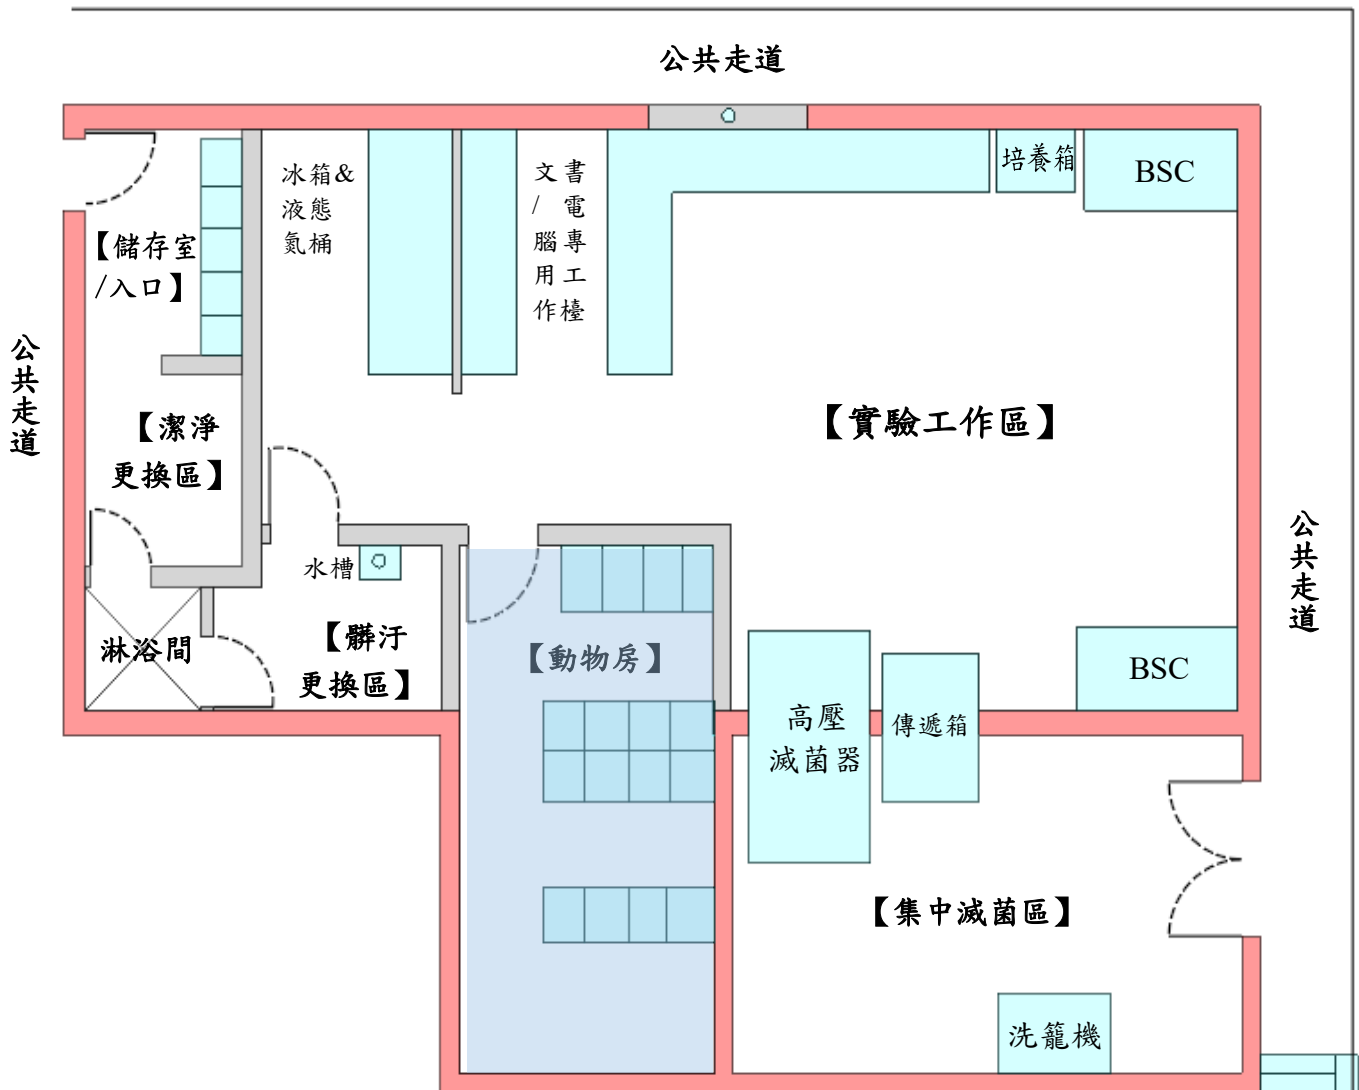 公共走道
冰箱&
液態
氮桶
文書
/ 電
腦專
用工
作檯
培養箱
BSC
【儲存室
/入口】
公共走道
【潔淨
更換區】
【實驗工作區】
公共走道
水槽
淋浴間
【髒汙
更換區】
【動物房】
BSC
高壓
滅菌器
傳遞箱
【集中滅菌區】
洗籠機